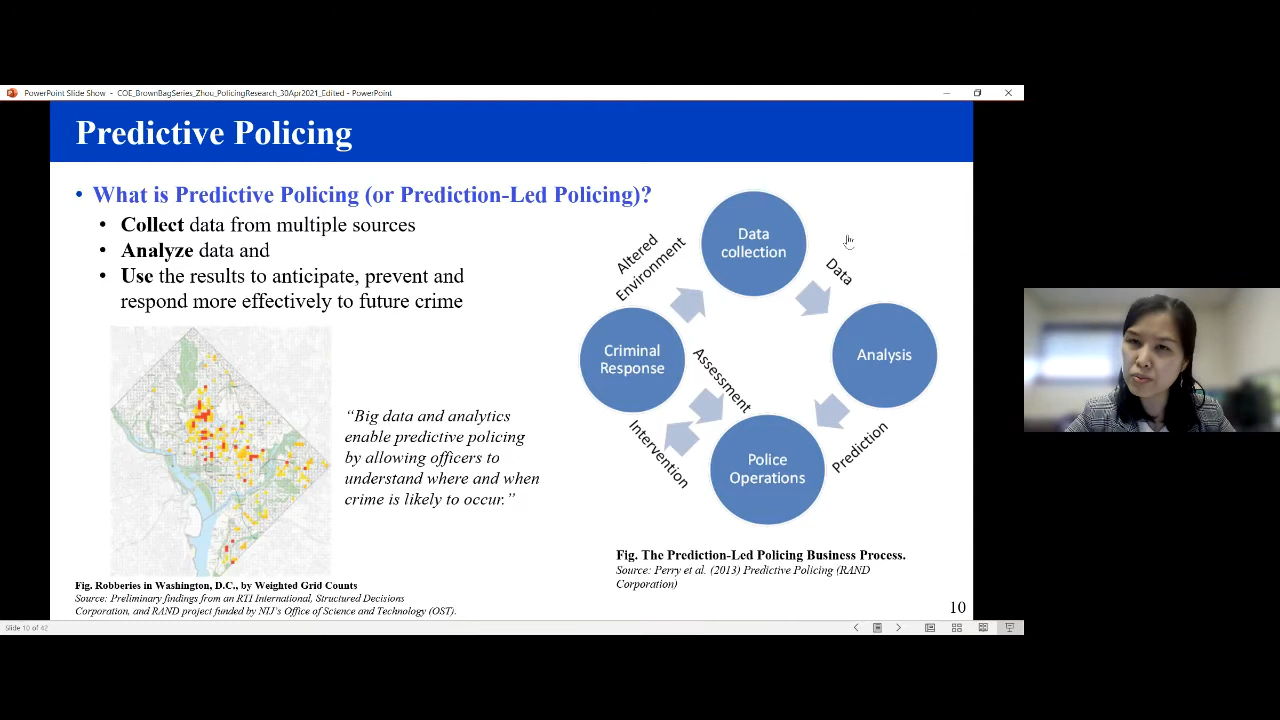 PowerPoint Slide Show - COE_BrownBagSeries_Zhou_PolicingResearch_30Apr2021_Edited - PowerPoint
Predictive Policing
• What is Predictive Policing (or Prediction-Led Policing)?
• Collect data from multiple sources
• Analyze data and
• Use the results to anticipate, prevent and
respond more effectively to future crime
“Big data and analytics
enable predictive policing
by allowing officers to
understand where and when
crime is likely to occur.”
Fig. Robberies in Washington, D.C., by Weighted Grid Counts
Source: Preliminary findings from an RTI International, Structured Decisions
Corporation, and RAND project funded by NIJ's Office of Science and Technology (OST).
Data
collection
Data
Analysis
Prediction
Police
Operations
Assessment
Intervention
Criminal
Response
Altered
Environment
Fig. The Prediction-Led Policing Business Process.
Source: Perry et al. (2013) Predictive Policing (RAND
Corporation)
10
Slide 10 of 42